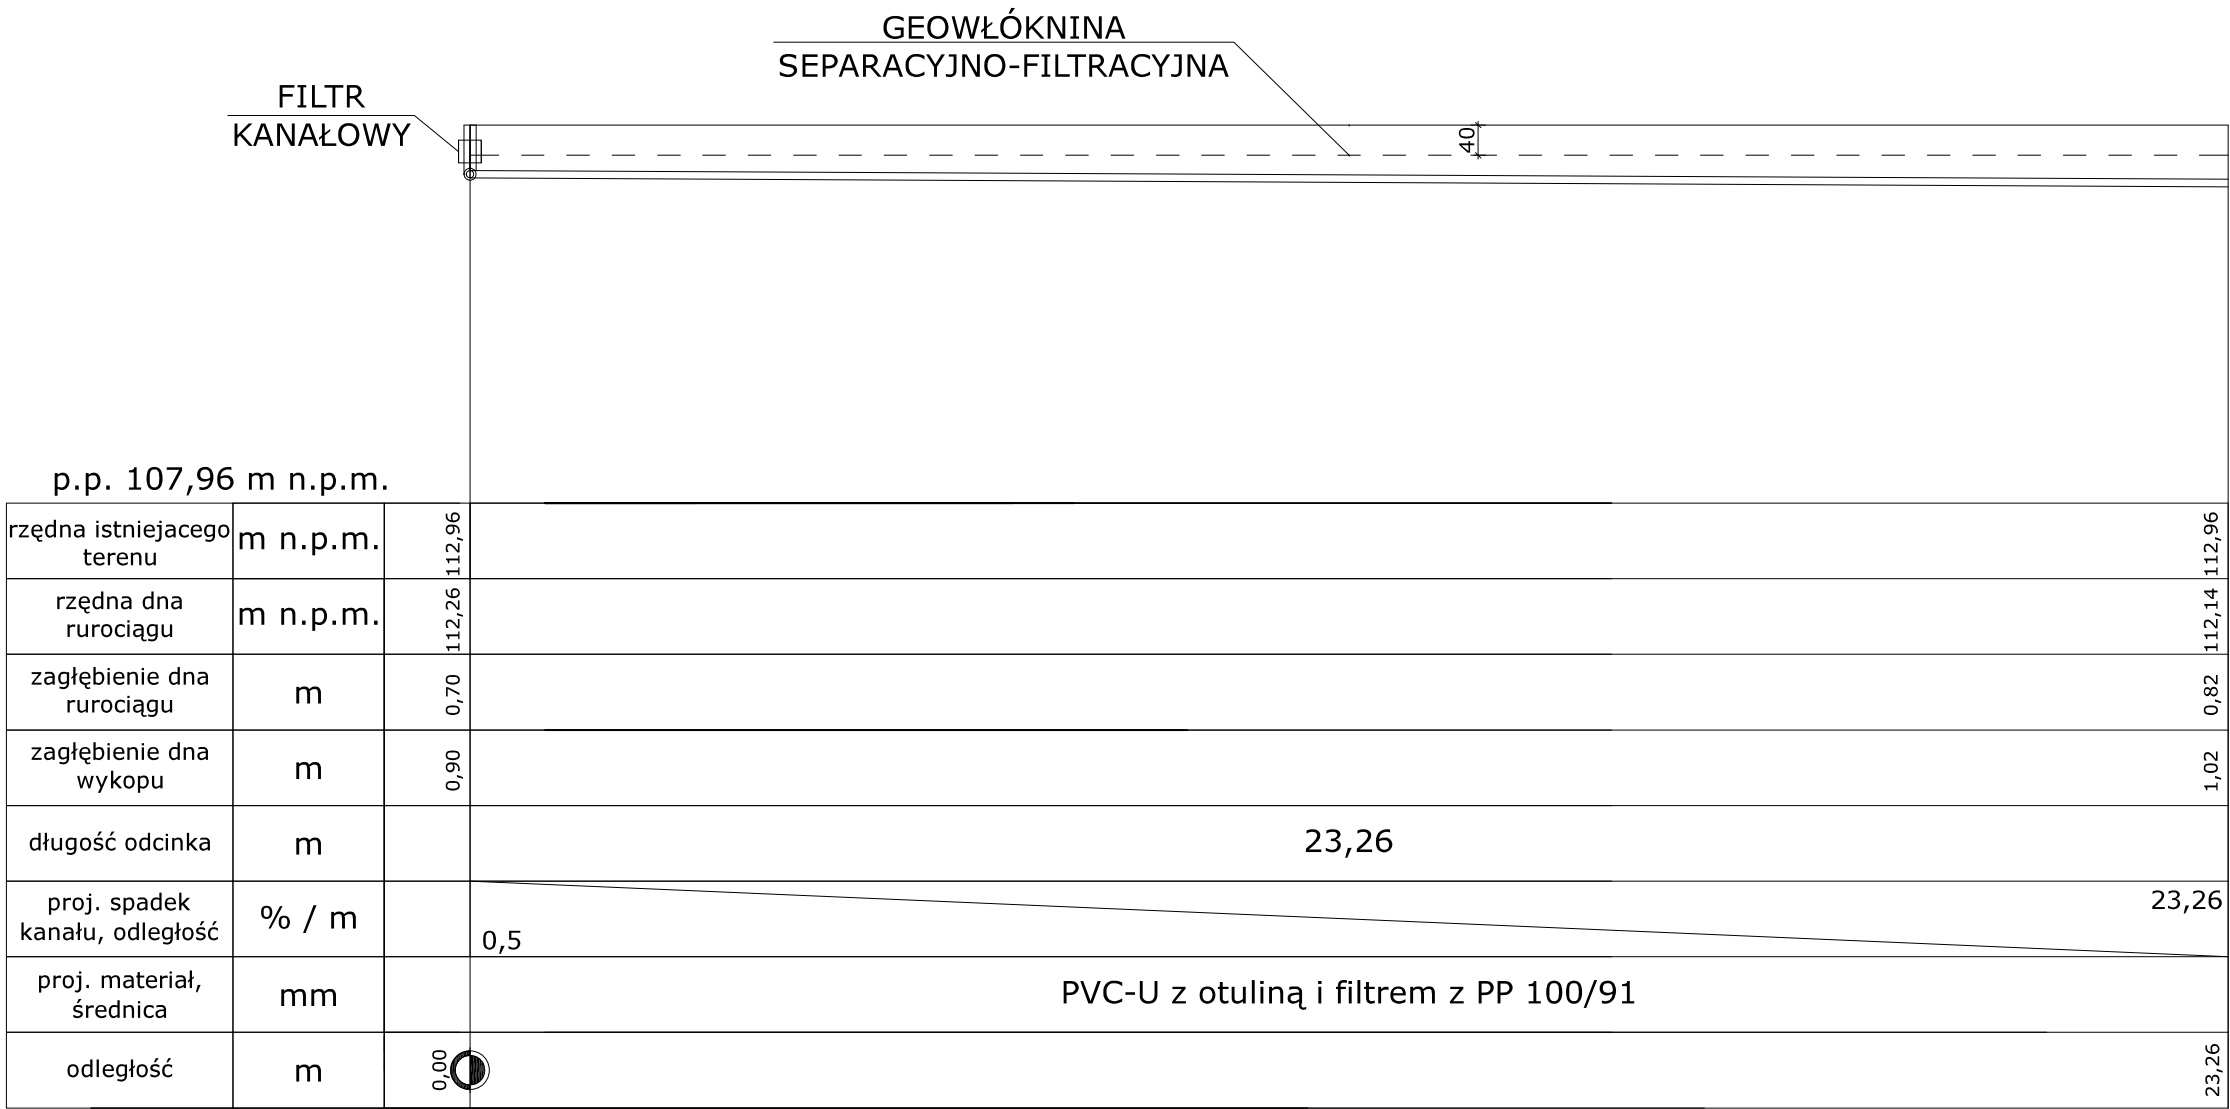 GEOWŁÓKNINA
SEPARACYJNO-FILTRACYJNA
FILTR
KANAŁOWY
40
p.p. 107,96 m n.p.m.
rzędna istniejacego
terenu
m n.p.m.
112,96
112,96
rzędna dna
rurociągu
m n.p.m.
112,26
112,14
zagłębienie dna
rurociągu
m
0,70
0,82
zagłębienie dna
wykopu
m
0,90
1,02
długość odcinka
m
23,26
proj. spadek
kanału, odległość
% / m
0,5
23,26
proj. materiał,
średnica
mm
PVC-U z otuliną i filtrem z PP 100/91
odległość
m
0,00
23,26